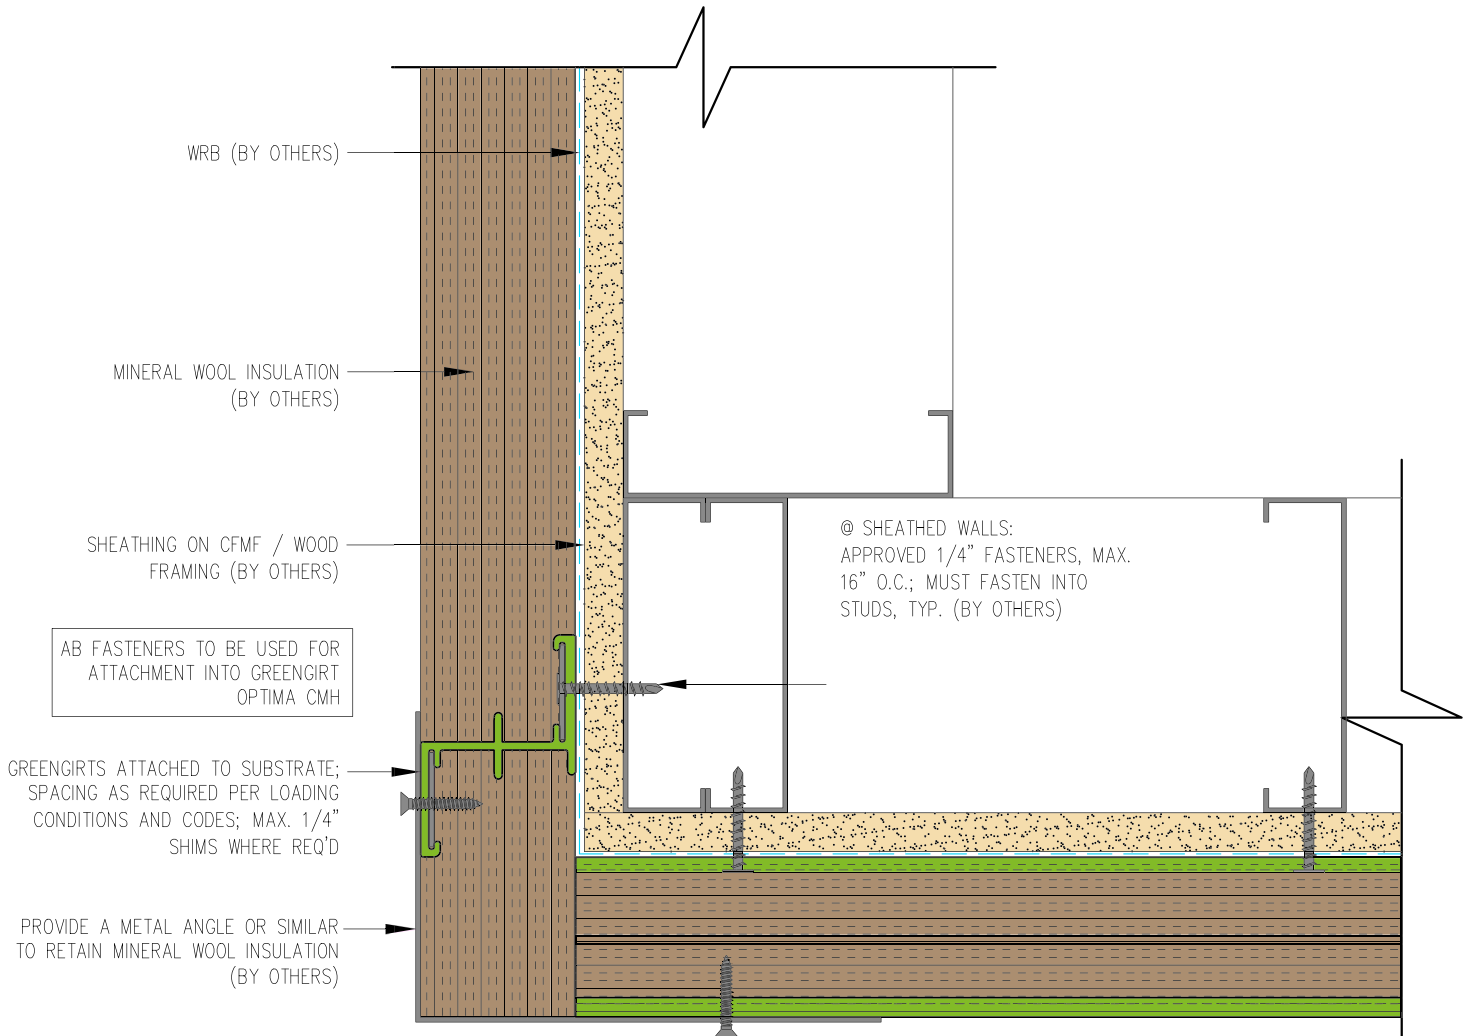 WRB (BY OTHERS)
MINERAL WOOL INSULATION
(BY OTHERS)
SHEATHING ON CFMF / WOOD
FRAMING (BY OTHERS)
@ SHEATHED WALLS:
APPROVED 1/4” FASTENERS, MAX.
16” O.C.; MUST FASTEN INTO
STUDS, TYP. (BY OTHERS)
AB FASTENERS TO BE USED FOR
ATTACHMENT INTO GREENGIRT
OPTIMA CMH
GREENGIRTS ATTACHED TO SUBSTRATE;
SPACING AS REQUIRED PER LOADING
CONDITIONS AND CODES; MAX. 1/4”
SHIMS WHERE REQ'D
PROVIDE A METAL ANGLE OR SIMILAR
TO RETAIN MINERAL WOOL INSULATION
(BY OTHERS)